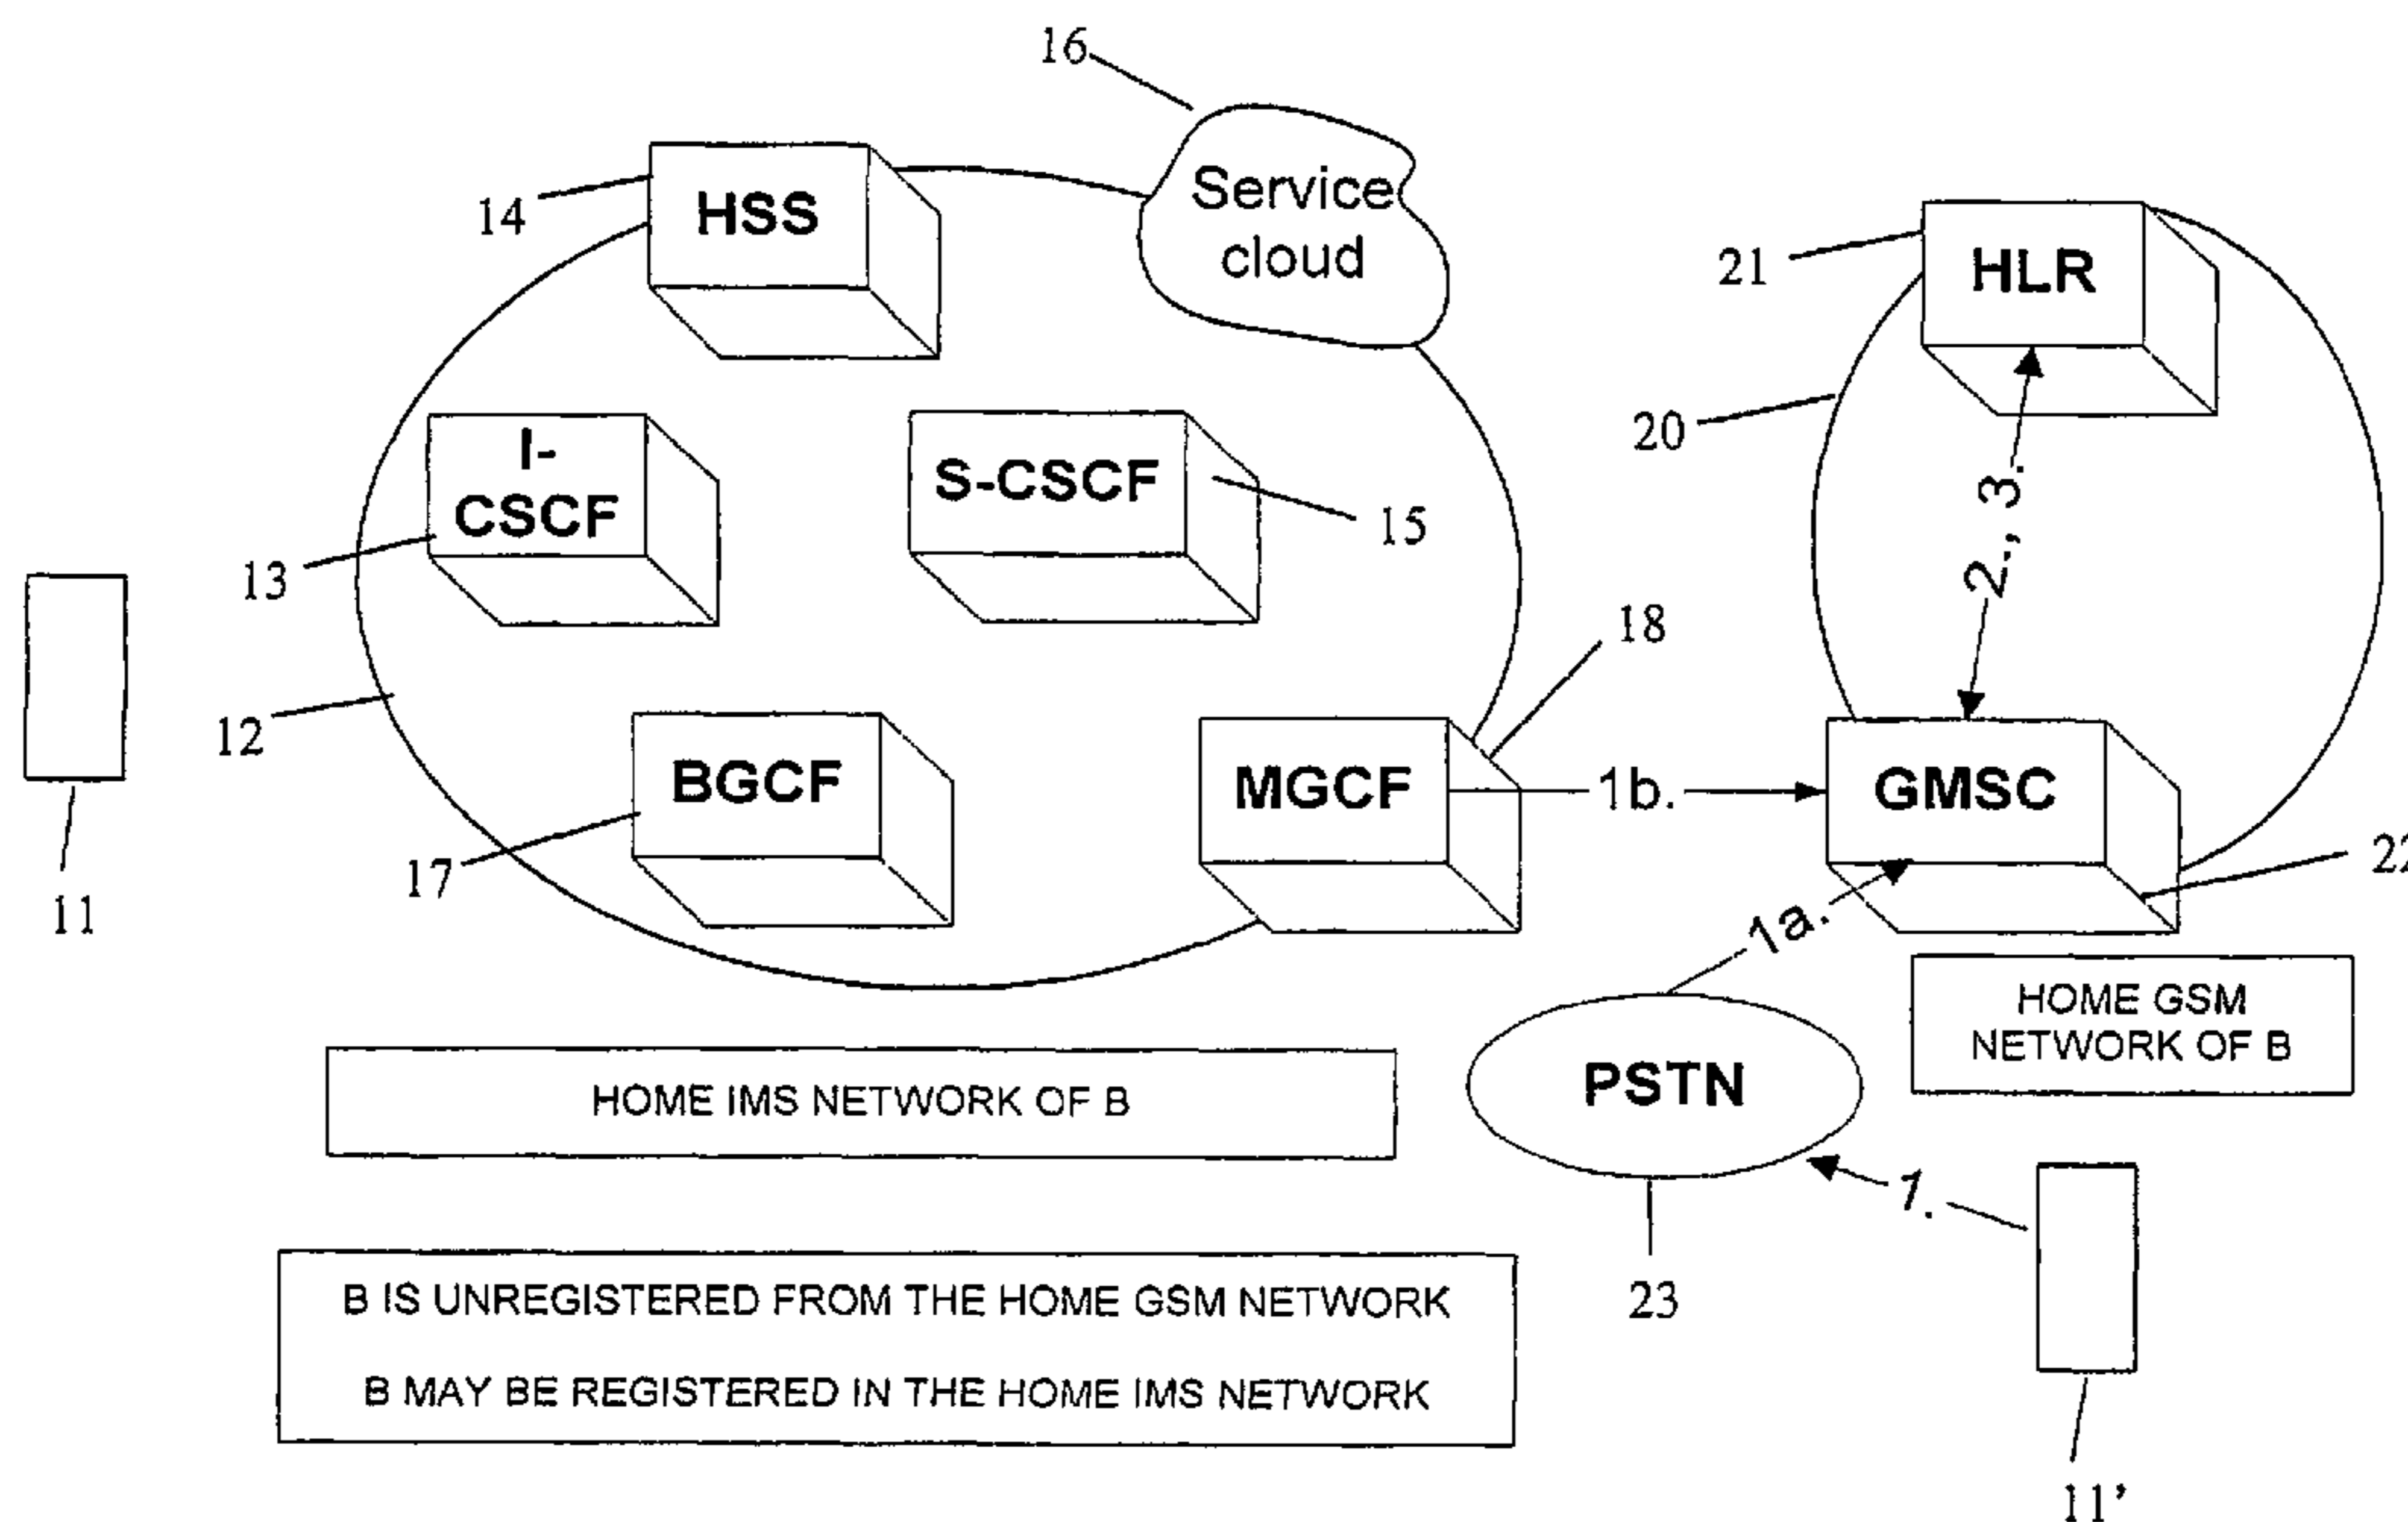 16
Service
cloud
14
HSS
21
HLR
I-
CSCF
S-CSCF
20
15
13
2., 3.
18
12
BGCF
MGCF
1b.
GMSC
17
22
11
1a.
HOME GSM
NETWORK OF B
HOME IMS NETWORK OF B
PSTN
1.
23
B IS UNREGISTERED FROM THE HOME GSM NETWORK
B MAY BE REGISTERED IN THE HOME IMS NETWORK
11’